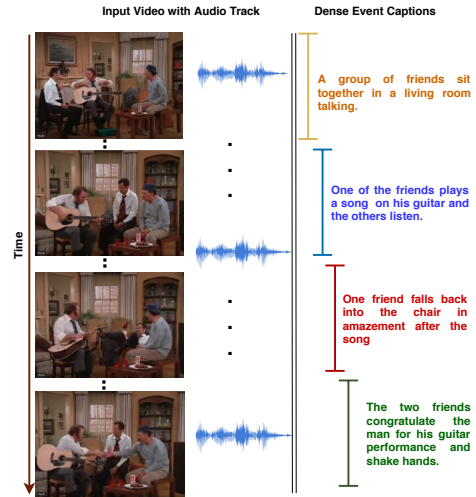 Input Video with Audio Track
Dense Event Captions
A group of friends sit
together in a living room
talking.
One of the friends plays
a song on his guitar and
the others listen.
One friend falls back
into the chair in
amazement after the
song
The two friends
congratulate the
man for his guitar
performance and
shake hands.
Time